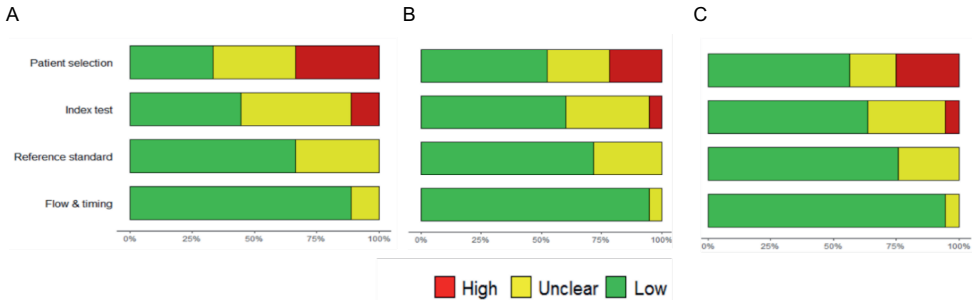 A
B
C
Patient selection
Index test
Reference standard
Flow & timing
0% 25% 50% 75% 100%
0% 25% 50% 75% 100%
0% 25% 50% 75% 100%
High Unclear Low